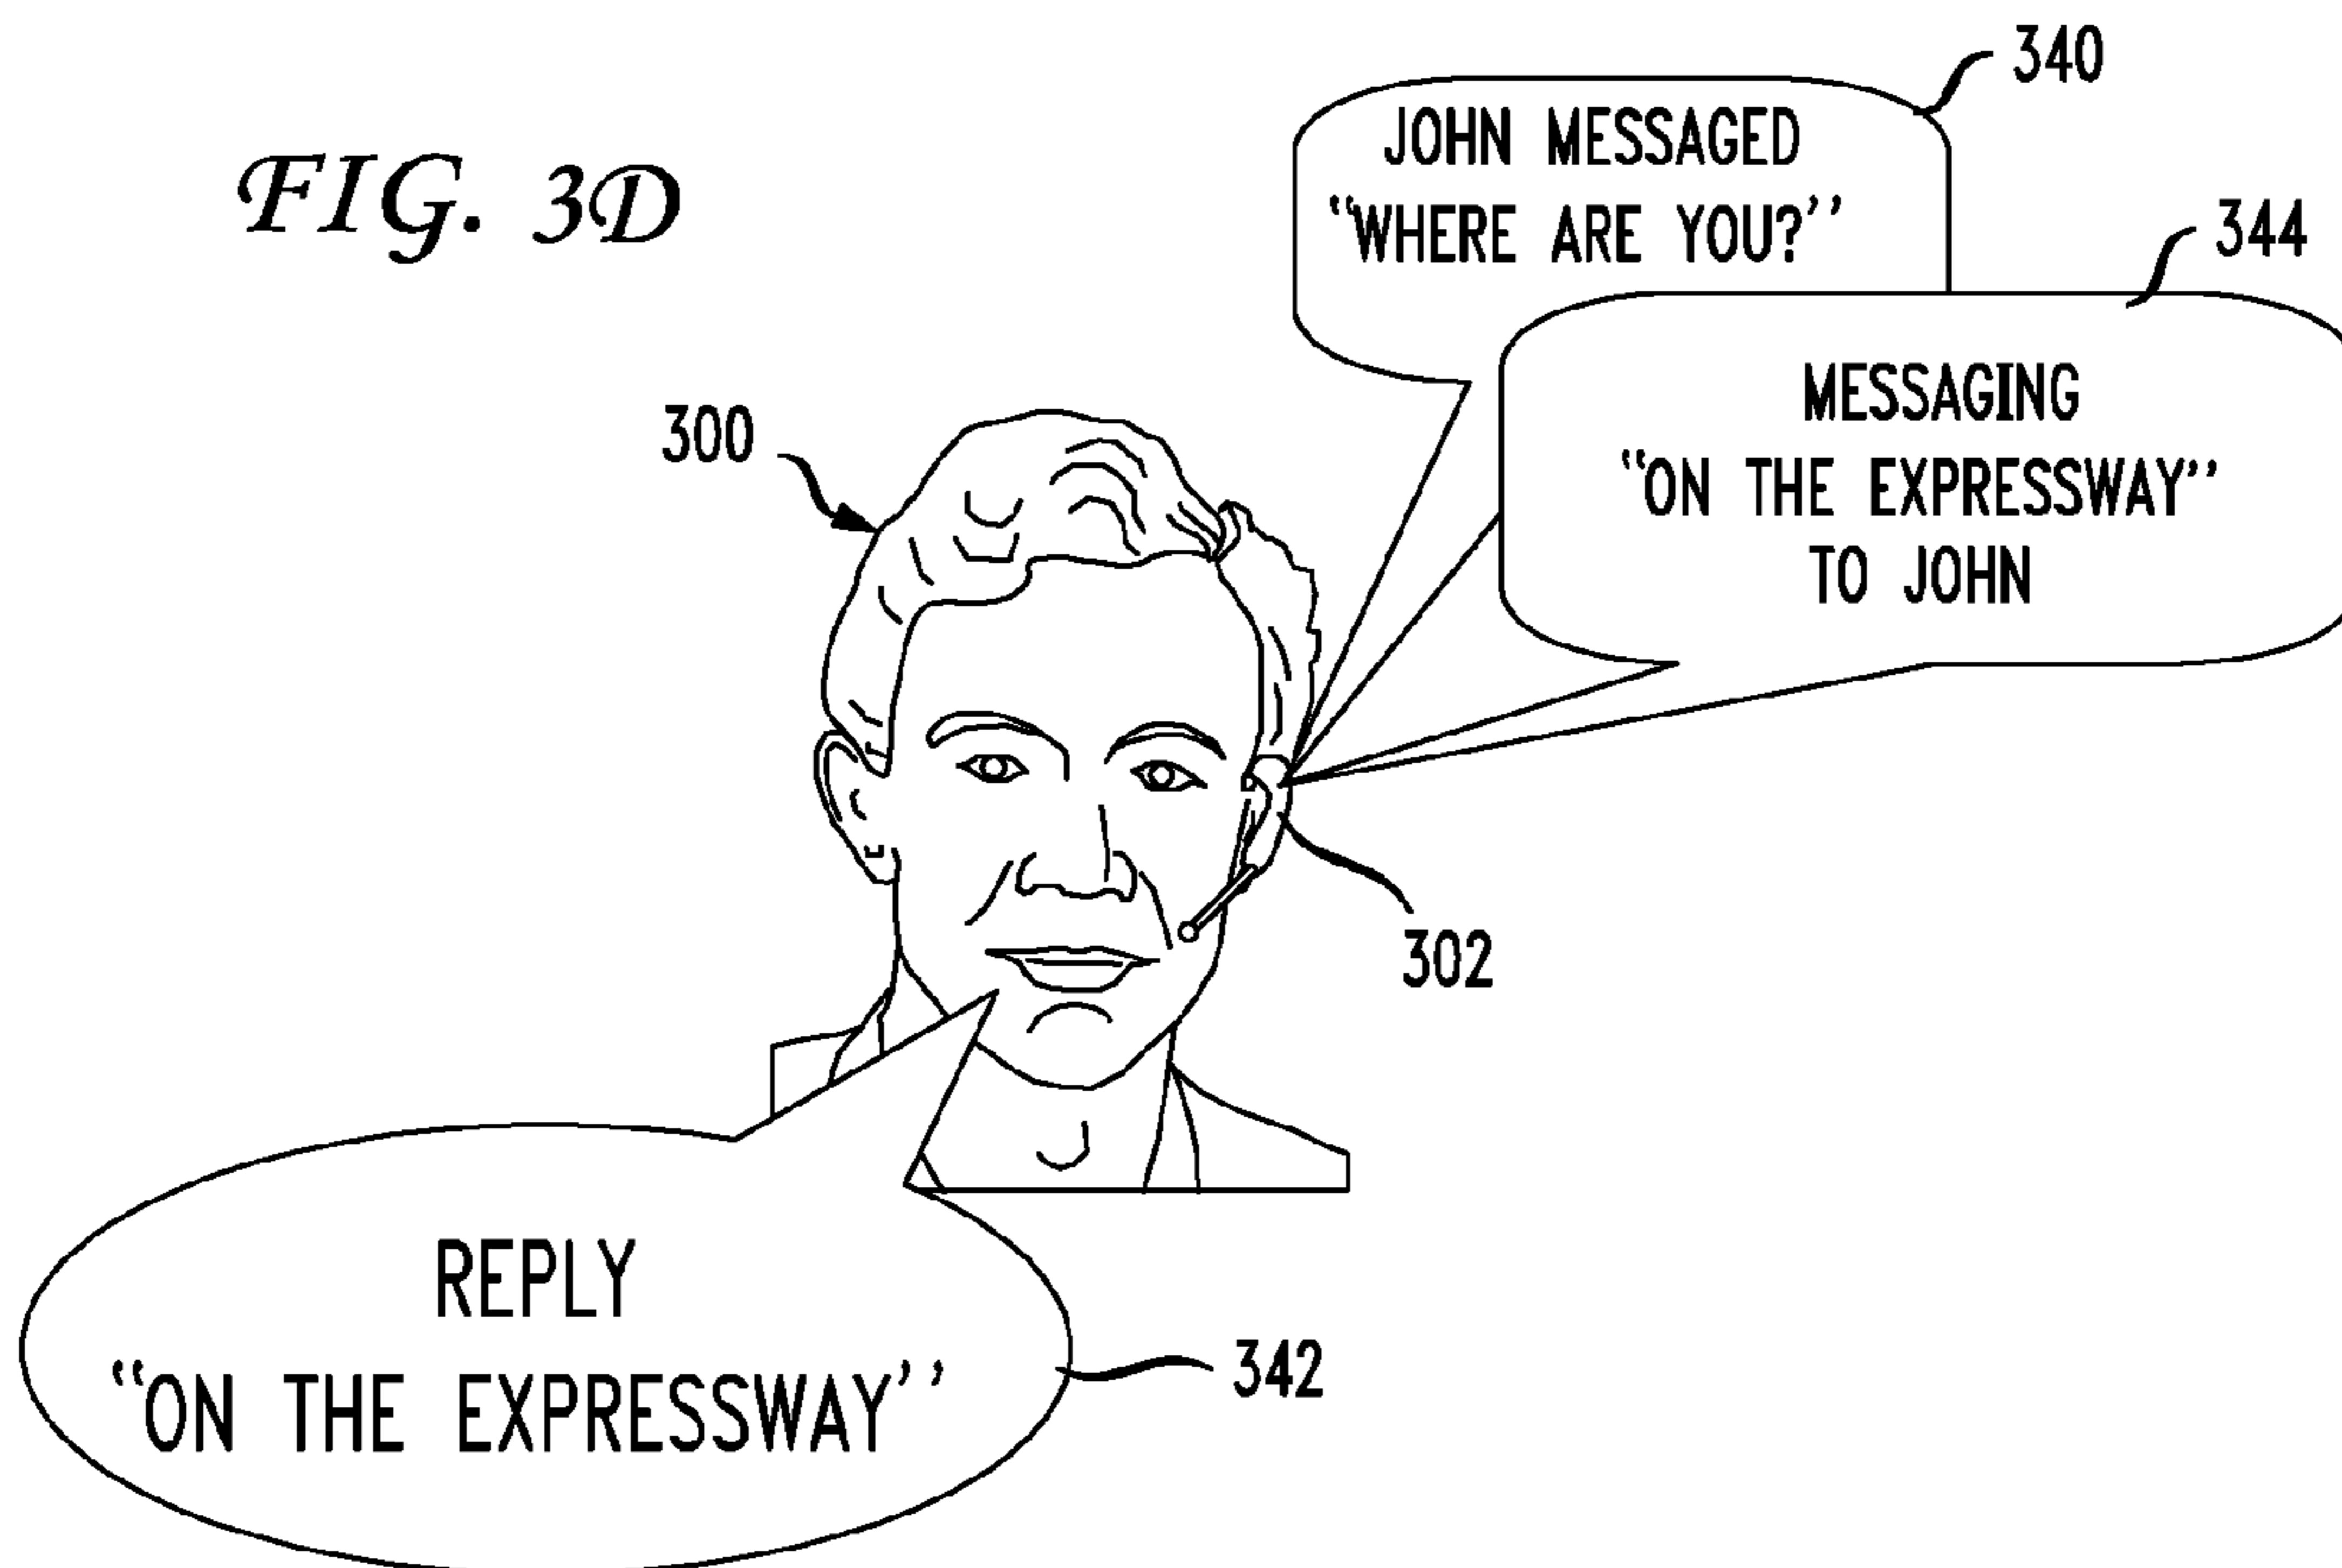 FIG. 3D
340
JOHN MESSAGED
“WHERE ARE YOU?”
344
MESSAGING
“ON THE EXPRESSWAY”
TO JOHN
300
302
REPLY
“ON THE EXPRESSWAY”
342